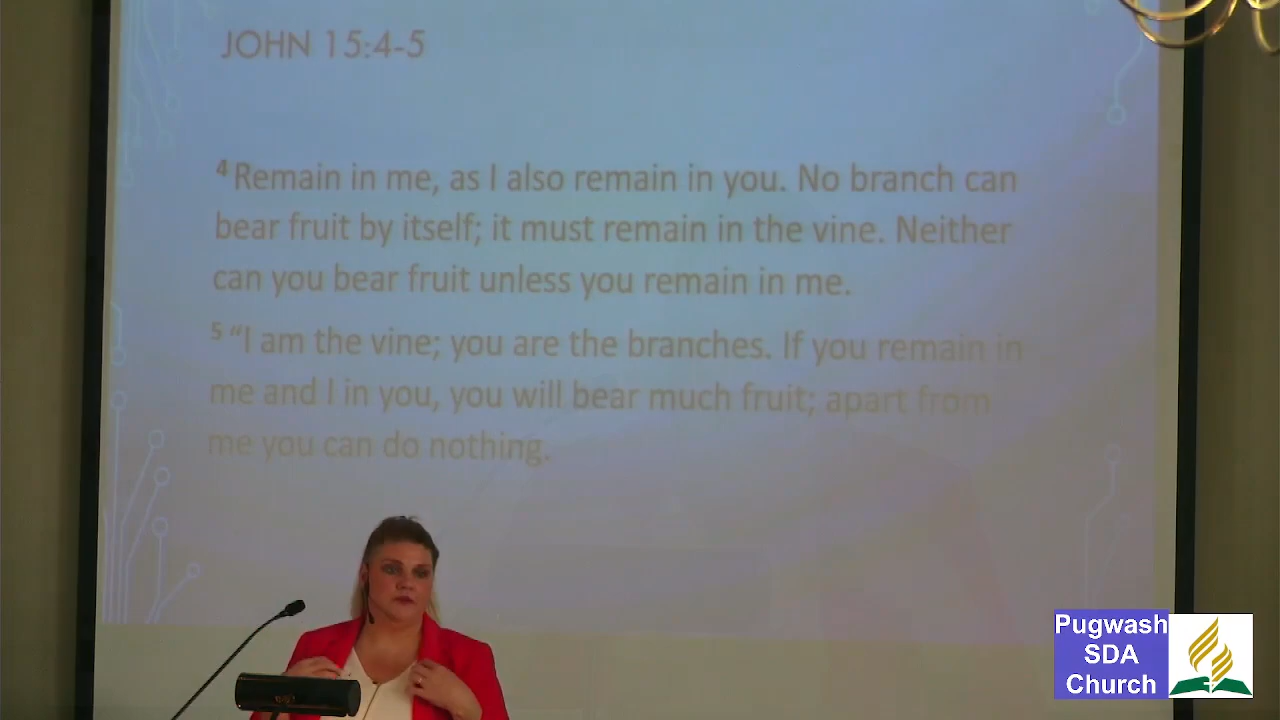 JOHN 15:4-5
4 Remain in me, as I also remain in you. No branch can
bear fruit by itself; it must remain in the vine. Neither
can you bear fruit unless you remain in me.
5 “I am the vine; you are the branches. If you remain in
me and I in you, you will bear much fruit; apart from
me you can do nothing.
Pugwash
SDA
Church